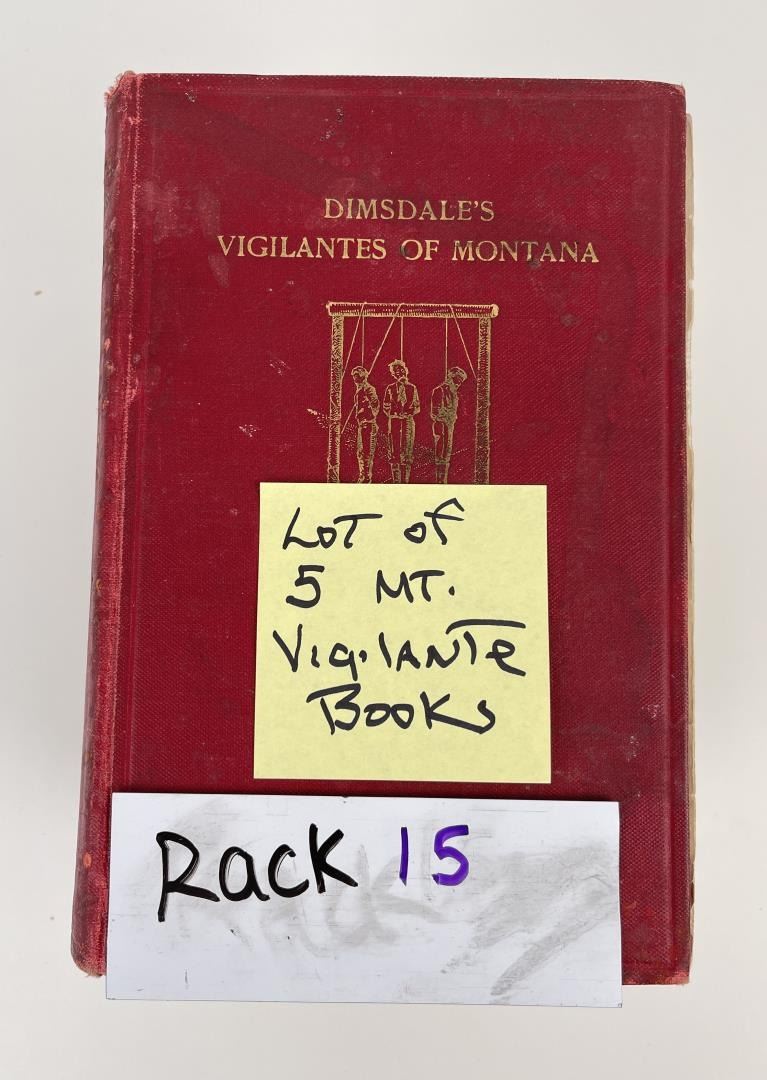 DIMSDALE'S
VIGILANTES OF MONTANA
LOT of
5 MT.
VigilANTe
BooKs
Rack 15